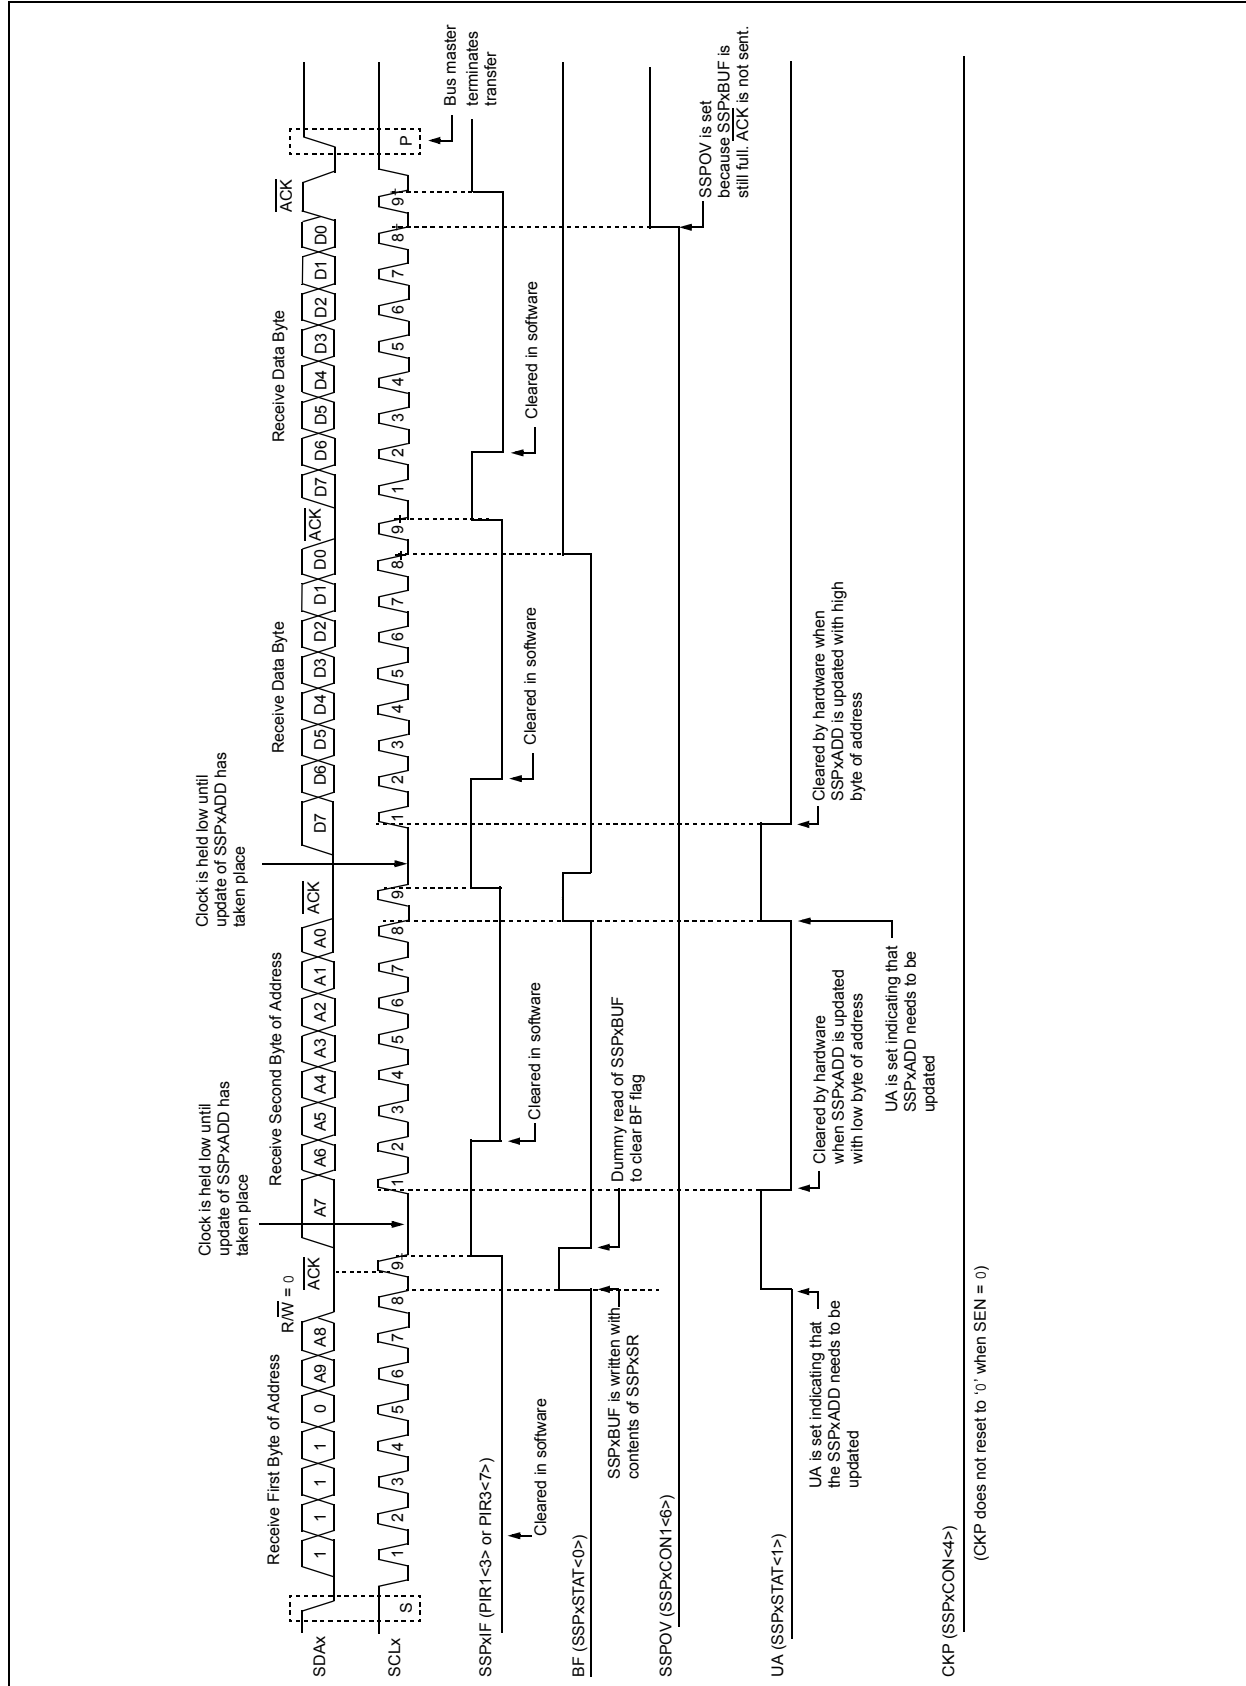 Receive First Byte of Address
R/W = 0
ACK
Clock is held low until
update of SSPxADD has
taken place
Receive Second Byte of Address
ACK
Clock is held low until
update of SSPxADD has
taken place
Receive Data Byte
ACK
Receive Data Byte
ACK
SDAx
1 1 1 1 0 A9 A8
A7 A6 A5 A4 A3 A2 A1 A0
D7 D6 D5 D4 D3 D2 D1 D0
D7 D6 D5 D4 D3 D2 D1 D0
SCLx
S
1 2 3 4 5 6 7 8 9
1 2 3 4 5 6 7 8 9
1 2 3 4 5 6 7 8 9
1 2 3 4 5 6 7 8 9
P
Bus master
terminates
transfer
SSPxIF (PIR1<3> or PIR3<7>)
Cleared in software
Cleared in software
Cleared in software
Cleared in software
BF (SSPxSTAT<0>)
SSPxBUF is written with
contents of SSPxSR
Dummy read of SSPxBUF
to clear BF flag
SSPOV (SSPxCON1<6>)
SSPOV is set
because SSPxBUF is
still full. ACK is not sent.
UA (SSPxSTAT<1>)
UA is set indicating that
the SSPxADD needs to be
updated
Cleared by hardware
when SSPxADD is updated
with low byte of address
UA is set indicating that
SSPxADD needs to be
updated
Cleared by hardware when
SSPxADD is updated with high
byte of address
CKP (SSPxCON<4>)
(CKP does not reset to ‘0’ when SEN = 0)